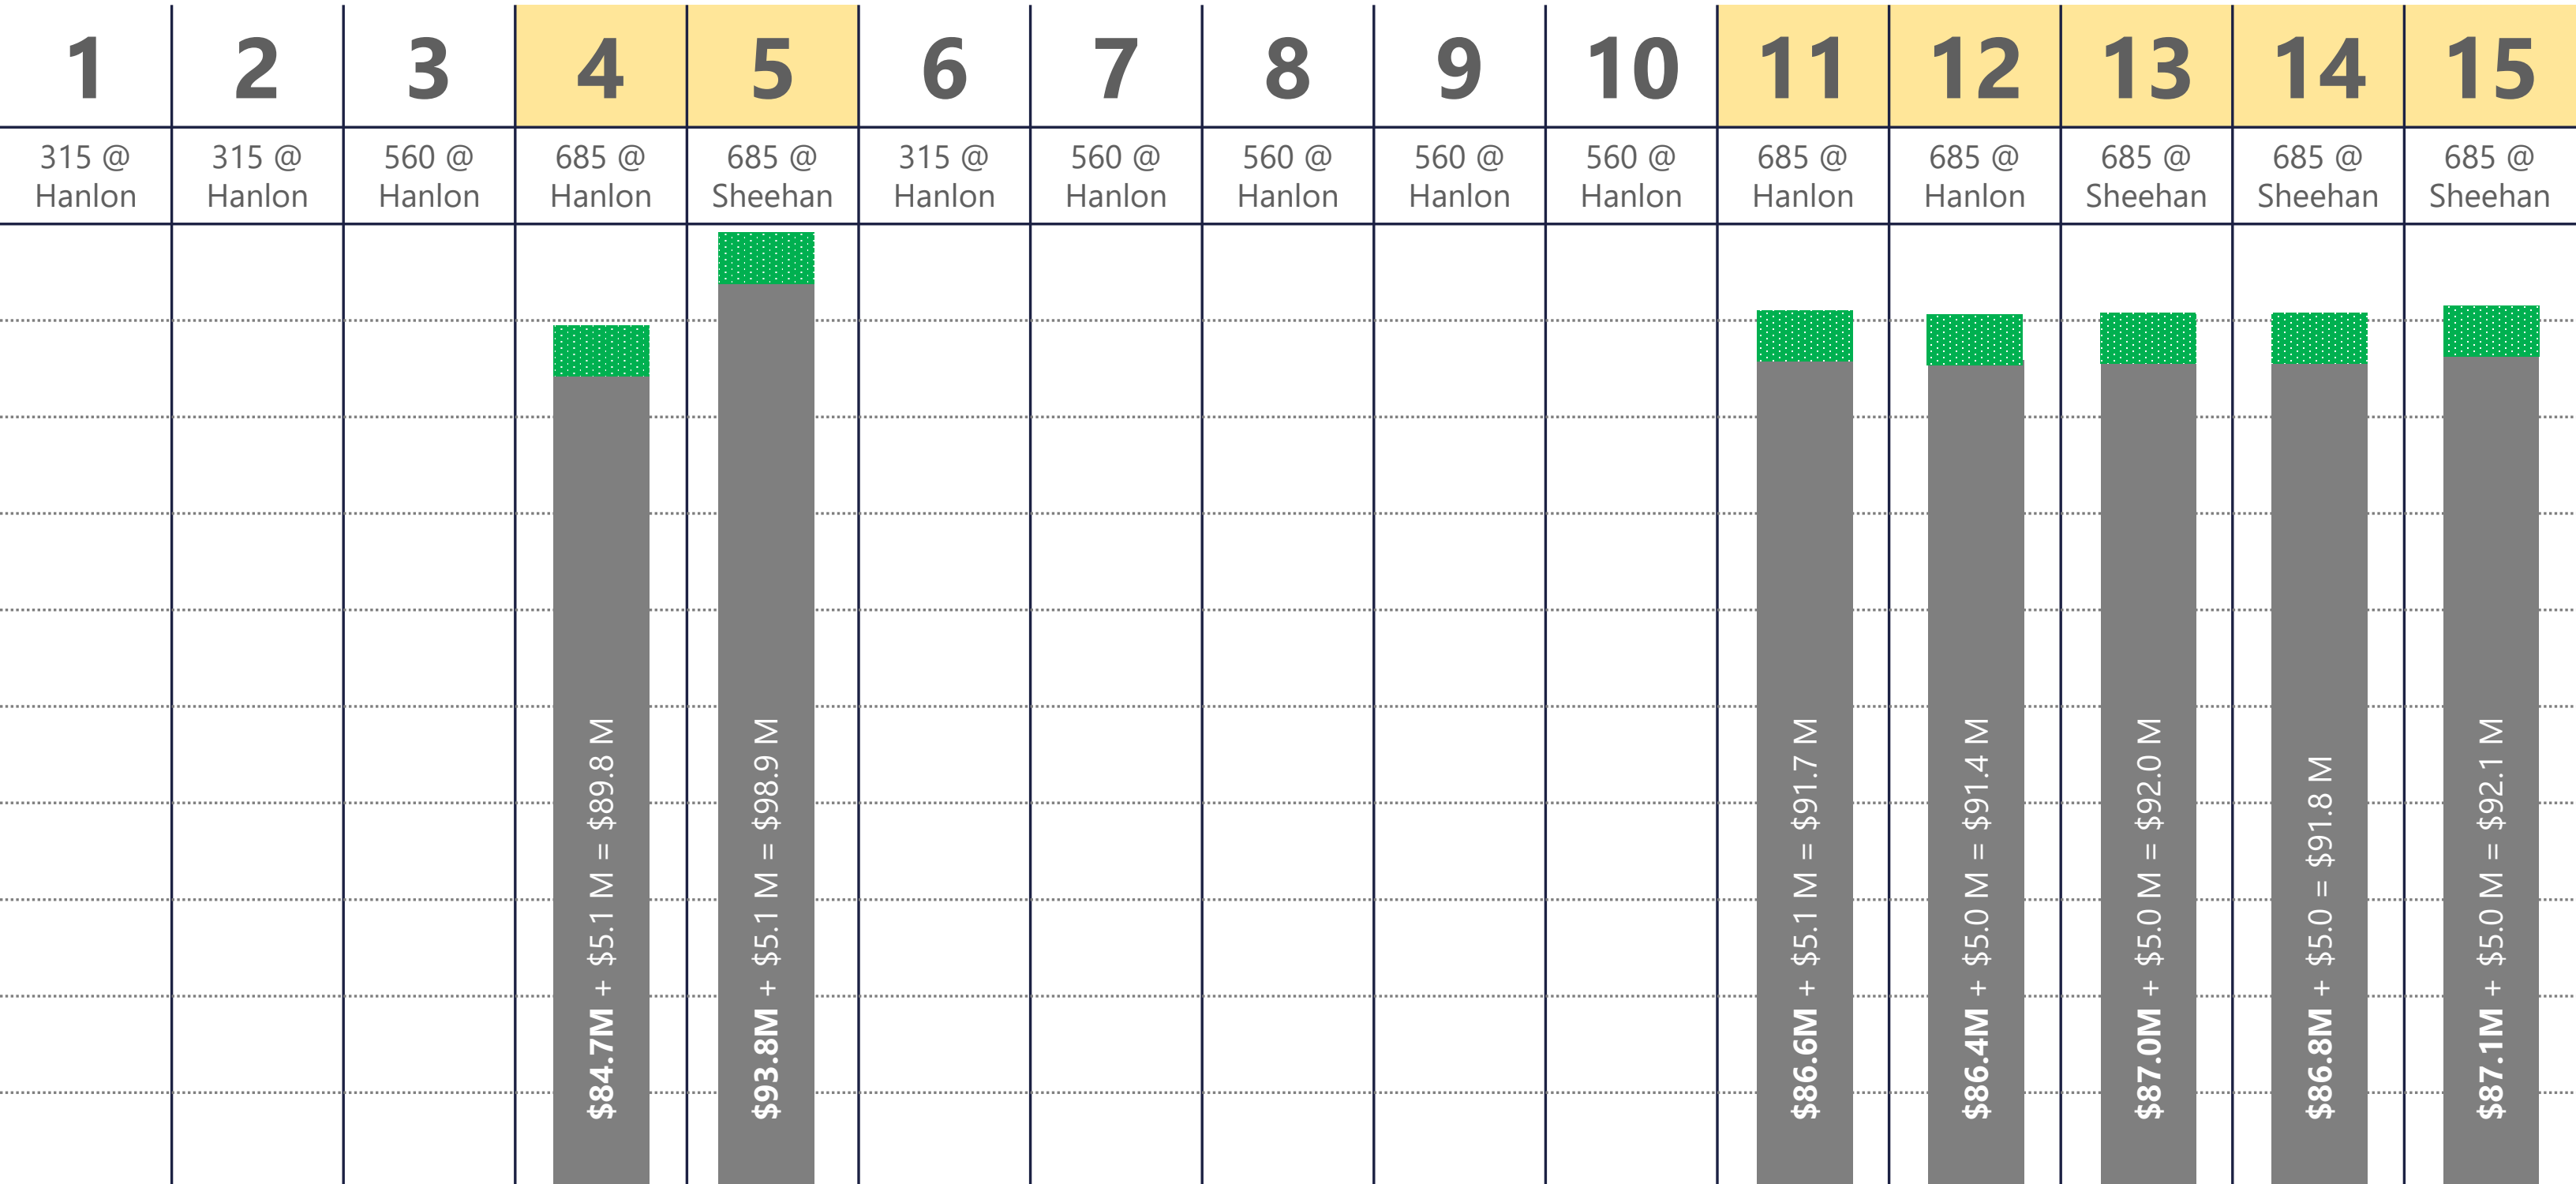 1
2
3
4
5
6
7
8
9
10
11
12
13
14
15
315 @
Hanlon
315 @
Hanlon
560 @
Hanlon
685 @
Hanlon
685 @
Sheehan
315 @
Hanlon
560 @
Hanlon
560 @
Hanlon
560 @
Hanlon
560 @
Hanlon
685 @
Hanlon
685 @
Hanlon
685 @
Sheehan
685 @
Sheehan
685 @
Sheehan
$84.7M + $5.1 M = $89.8 M
$93.8M + $5.1 M = $98.9 M
$86.6M + $5.1 M = $91.7 M
$86.4M + $5.0 M = $91.4 M
$87.0M + $5.0 M = $92.0 M
$86.8M + $5.0 = $91.8 M
$87.1M + $5.0 M = $92.1 M